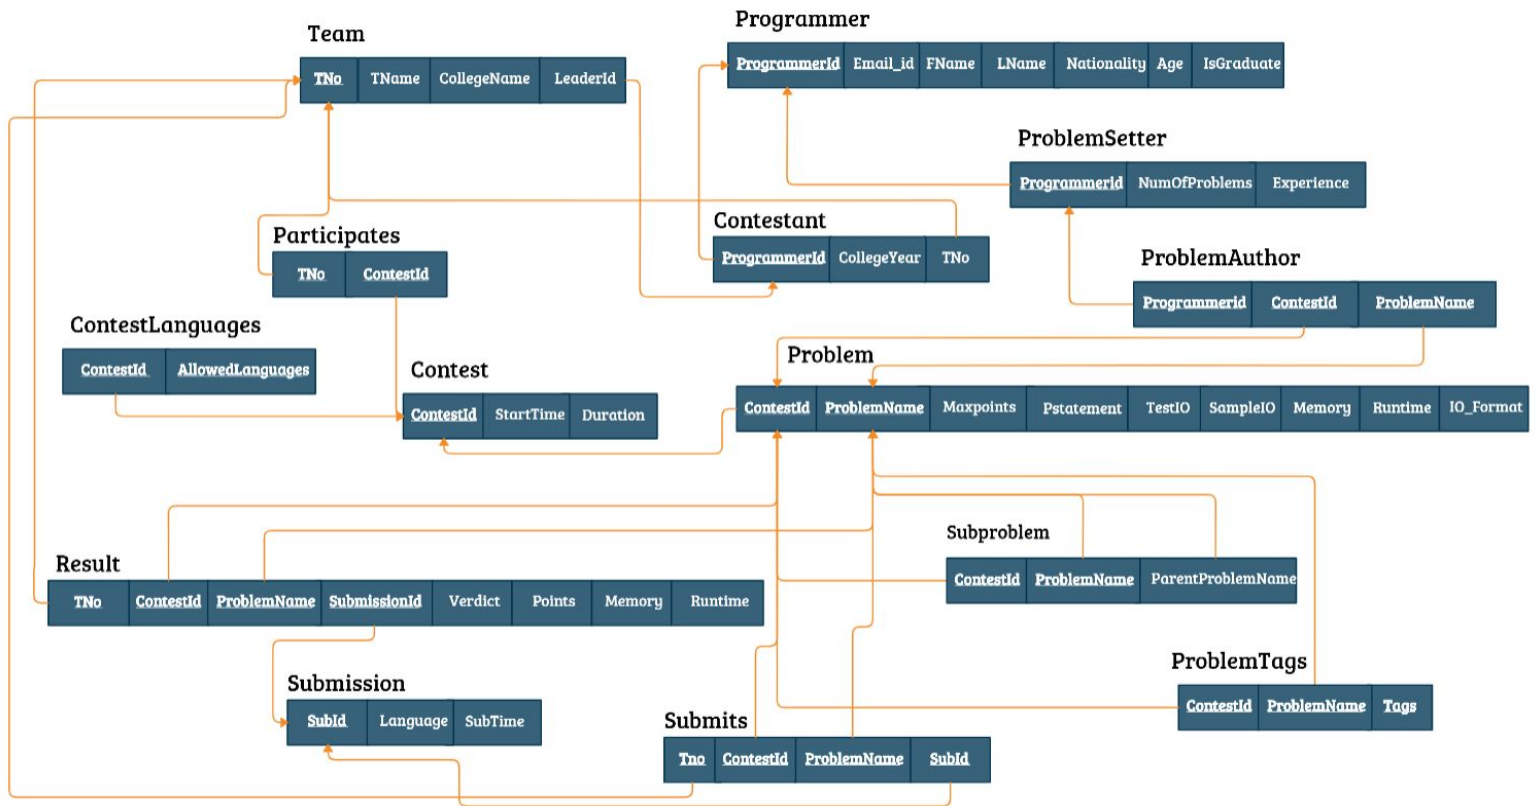 Team
TNo TName CollegeName LeaderId
Programmer
ProgrammerId Email_id FName LName Nationality Age IsGraduate
ProblemSetter
Programmerid NumOfProblems Experience
Participates
TNo ContestId
Contestant
ProgrammerId CollegeYear TNo
ProblemAuthor
Programmerid ContestId ProblemName
ContestLanguages
ContestId AllowedLanguages
Contest
ContestId StartTime Duration
Problem
ContestId ProblemName Maxpoints Pstatement TestIO SampleIO Memory Runtime IO_Format
Result
TNo ContestId ProblemName SubmissionId Verdict Points Memory Runtime
Subproblem
ContestId ProblemName ParentProblemName
Submission
SubId Language SubTime
Submits
Tno ContestId ProblemName SubId
ProblemTags
ContestId ProblemName Tags